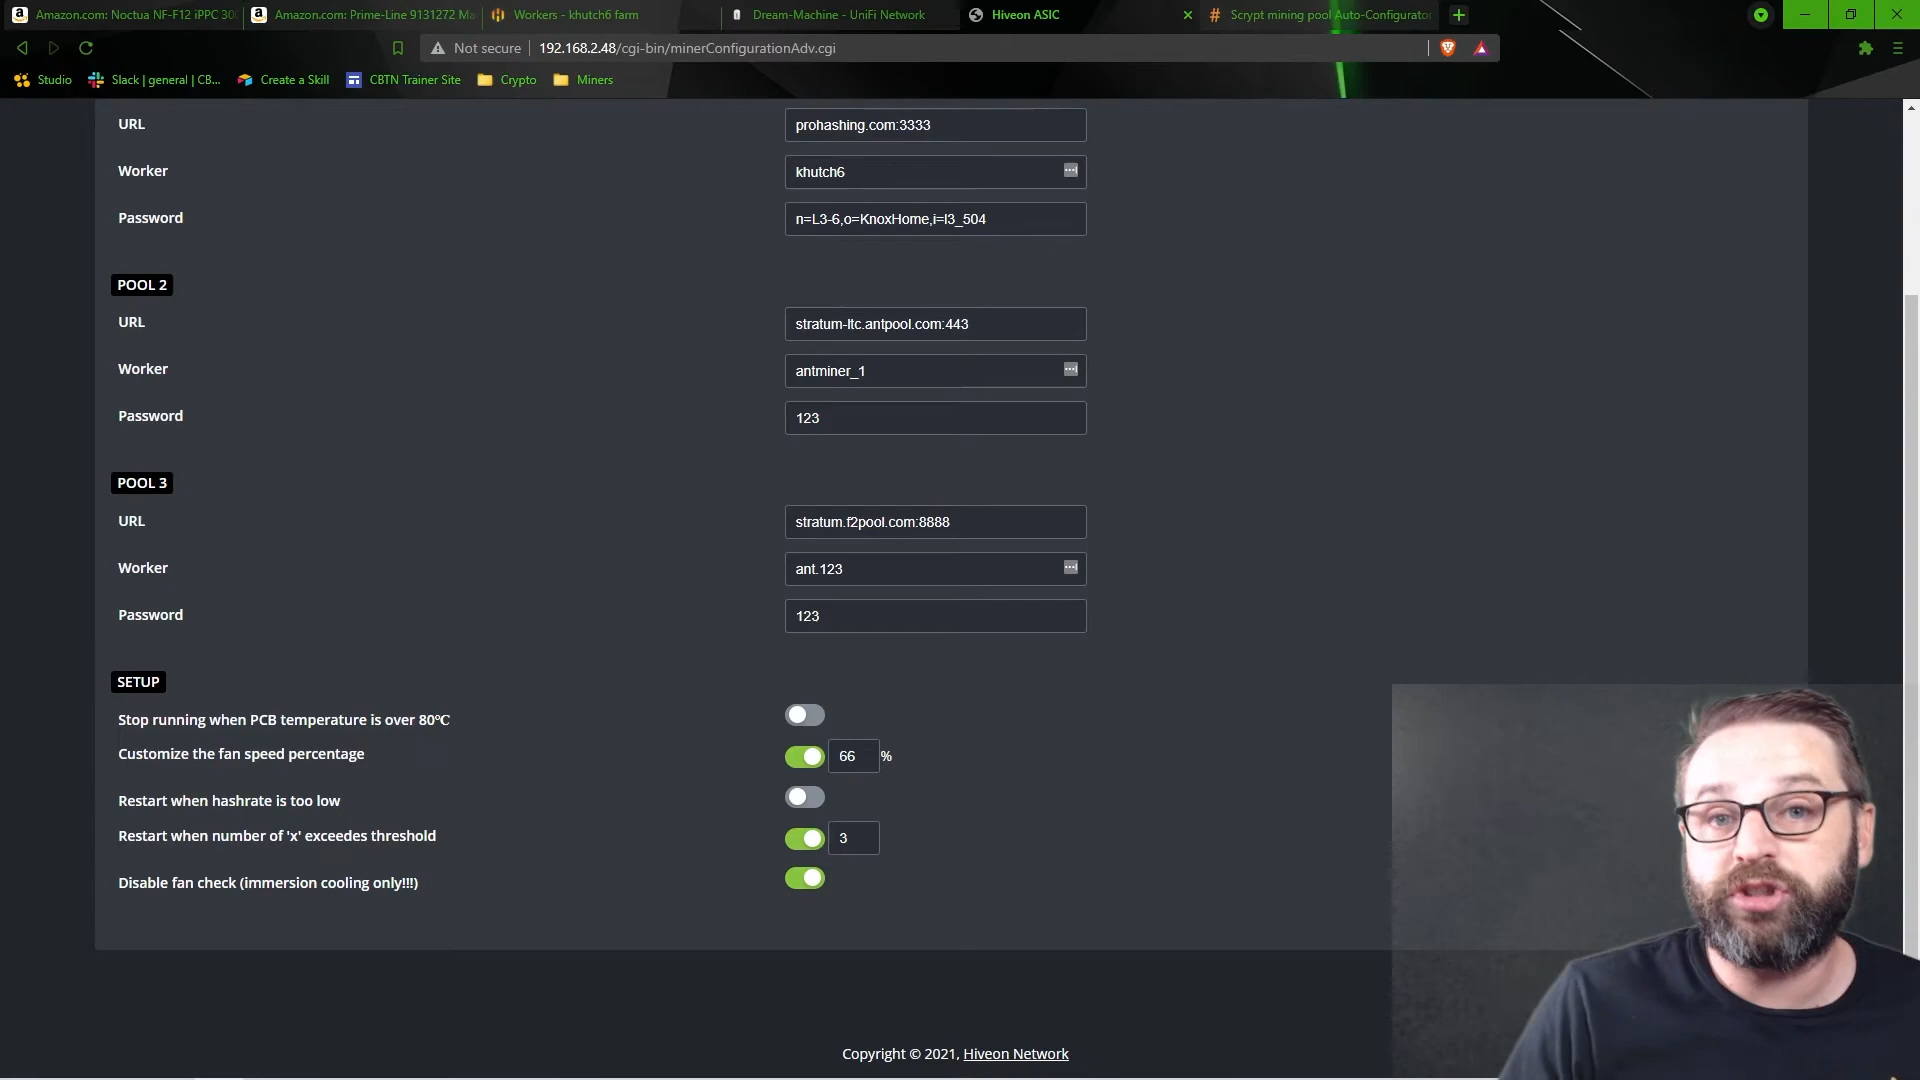 Amazon.com: Noctua NF-F12 iPPC 300
Amazon.com: Prime-Line 9131272 Ma
Workers - khutch6 farm
Dream-Machine - UniFi Network
Hiveon ASIC
Scrypt mining pool Auto-Configurator
Not secure
192.168.2.48/cgi-bin/minerConfigurationAdv.cgi
Studio
Slack | general | CB...
Create a Skill
CBTN Trainer Site
Crypto
Miners
URL
prohashing.com:3333
Worker
khutch6
Password
n=L3-6,o=KnoxHome,i=l3_504
POOL 2
URL
stratum-ltc.antpool.com:443
Worker
antminer_1
Password
123
POOL 3
URL
stratum.f2pool.com:8888
Worker
ant.123
Password
123
SETUP
Stop running when PCB temperature is over 80℃
Customize the fan speed percentage
66 %
Restart when hashrate is too low
Restart when number of 'x' exceedes threshold
3
Disable fan check (immersion cooling only!!!)
Copyright © 2021, Hiveon Network